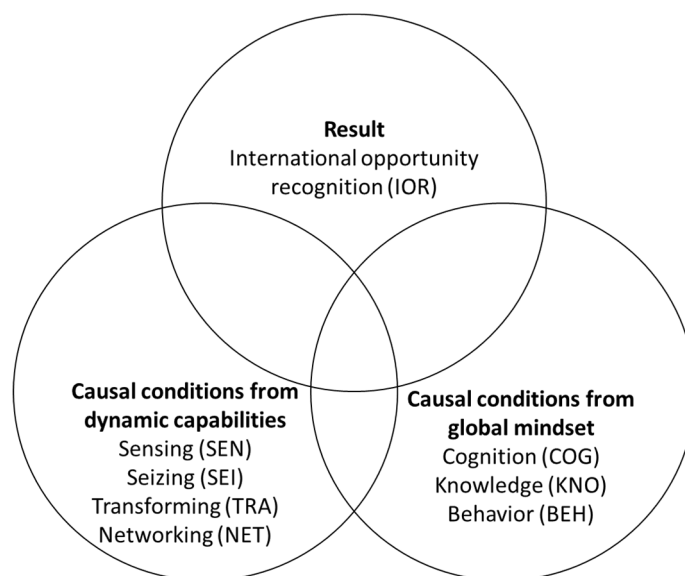 Result
International opportunity
recognition (IOR)
Causal conditions from
dynamic capabilities
Sensing (SEN)
Seizing (SEI)
Transforming (TRA)
Networking (NET)
Causal conditions from
global mindset
Cognition (COG)
Knowledge (KNO)
Behavior (BEH)